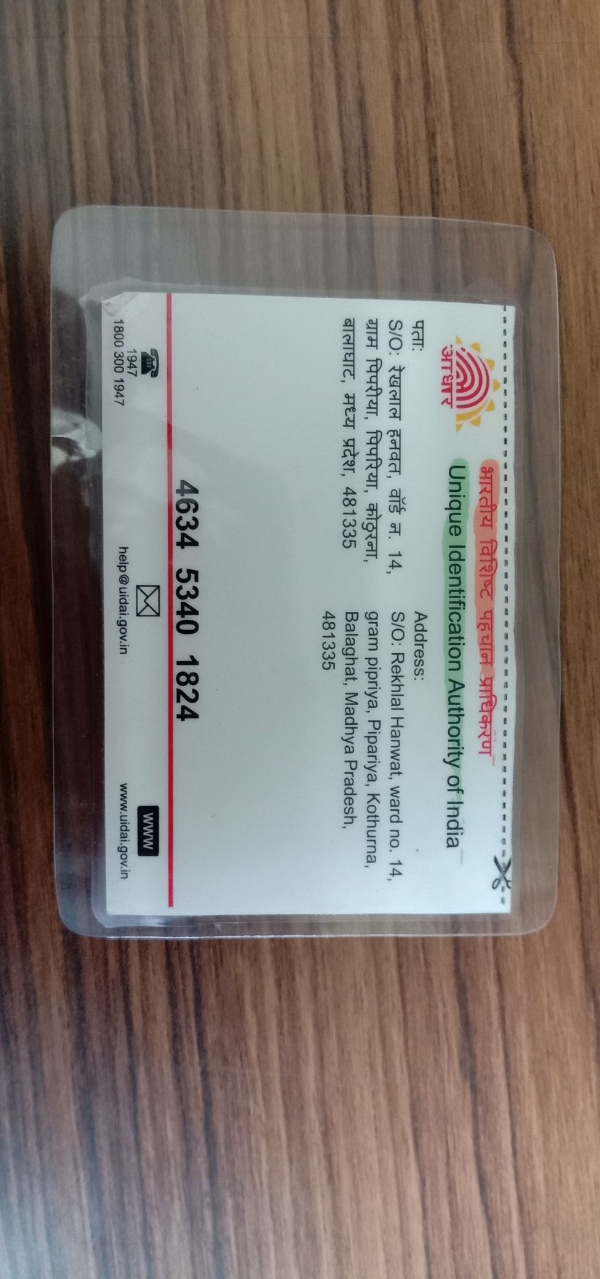 भारतीय विशिष्ट पहचान प्राधिकरण
Unique Identification Authority of India
आधार
पता:
S/O: रेखलाल हनवत, वॉर्ड न. 14,
ग्राम पिपरीया, पिपरिया, कोठुरना,
बालाघाट, मध्य प्रदेश, 481335
Address:
S/O: Rekhlal Hanwat, ward no. 14,
gram pipriya, Pipariya, Kothurna,
Balaghat, Madhya Pradesh,
481335
4634 5340 1824
1947
1800 300 1947
help@uidai.gov.in
WWW
www.uidai.gov.in